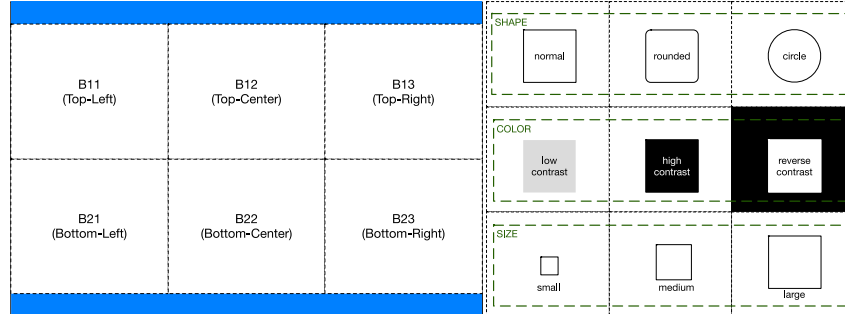 B11
(Top-Left)
B12
(Top-Center)
B13
(Top-Right)
B21
(Bottom-Left)
B22
(Bottom-Center)
B23
(Bottom-Right)
SHAPE
normal
rounded
circle
COLOR
low
contrast
high
contrast
reverse
contrast
SIZE
small
medium
large